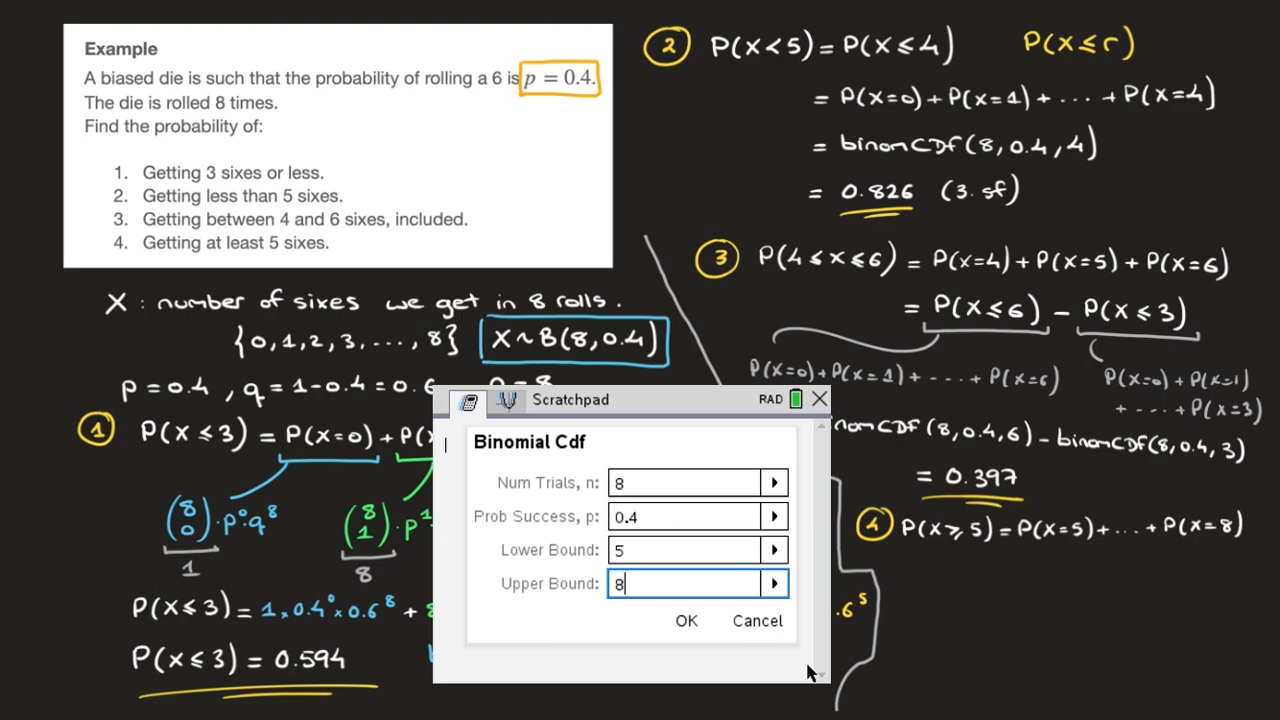 Example
A biased die is such that the probability of rolling a 6 is p = 0.4.
The die is rolled 8 times.
Find the probability of:
1. Getting 3 sixes or less.
2. Getting less than 5 sixes.
3. Getting between 4 and 6 sixes, included.
4. Getting at least 5 sixes.
X : number of sixes we get in 8 rolls.
{0,1,2,3,...,8} X ~ B(8,0.4)
p = 0.4 , q = 1-0.4 = 0.6
1 P(X ≤ 3) = P(X=0) +
(8 0)·p⁰·q⁸ (8 1)·p¹
1 8
P(X ≤ 3) = 1 × 0.4⁰ × 0.6⁸ + 8
.6⁵
P(X ≤ 3) = 0.594
2 P(X < 5) = P(X ≤ 4) P(X ≤ r)
= P(X=0) + P(X=1) + ... + P(X=4)
= binomCDF(8,0.4,4)
= 0.826 (3.sf)
3 P(4 ≤ X ≤ 6) = P(X=4) + P(X=5) + P(X=6)
= P(X ≤ 6) - P(X ≤ 3)
P(X=0) + P(X=1) + ... + P(X=6) P(X=0) + P(X=1)
+ ... + P(X=3)
nomCDF(8,0.4,6) - binomCDF(8,0.4,3)
= 0.397
4 P(X ≥ 5) = P(X=5) + ... + P(X=8)
Scratchpad RAD
Binomial Cdf
Num Trials, n: 8
Prob Success, p: 0.4
Lower Bound: 5
Upper Bound: 8
OK Cancel